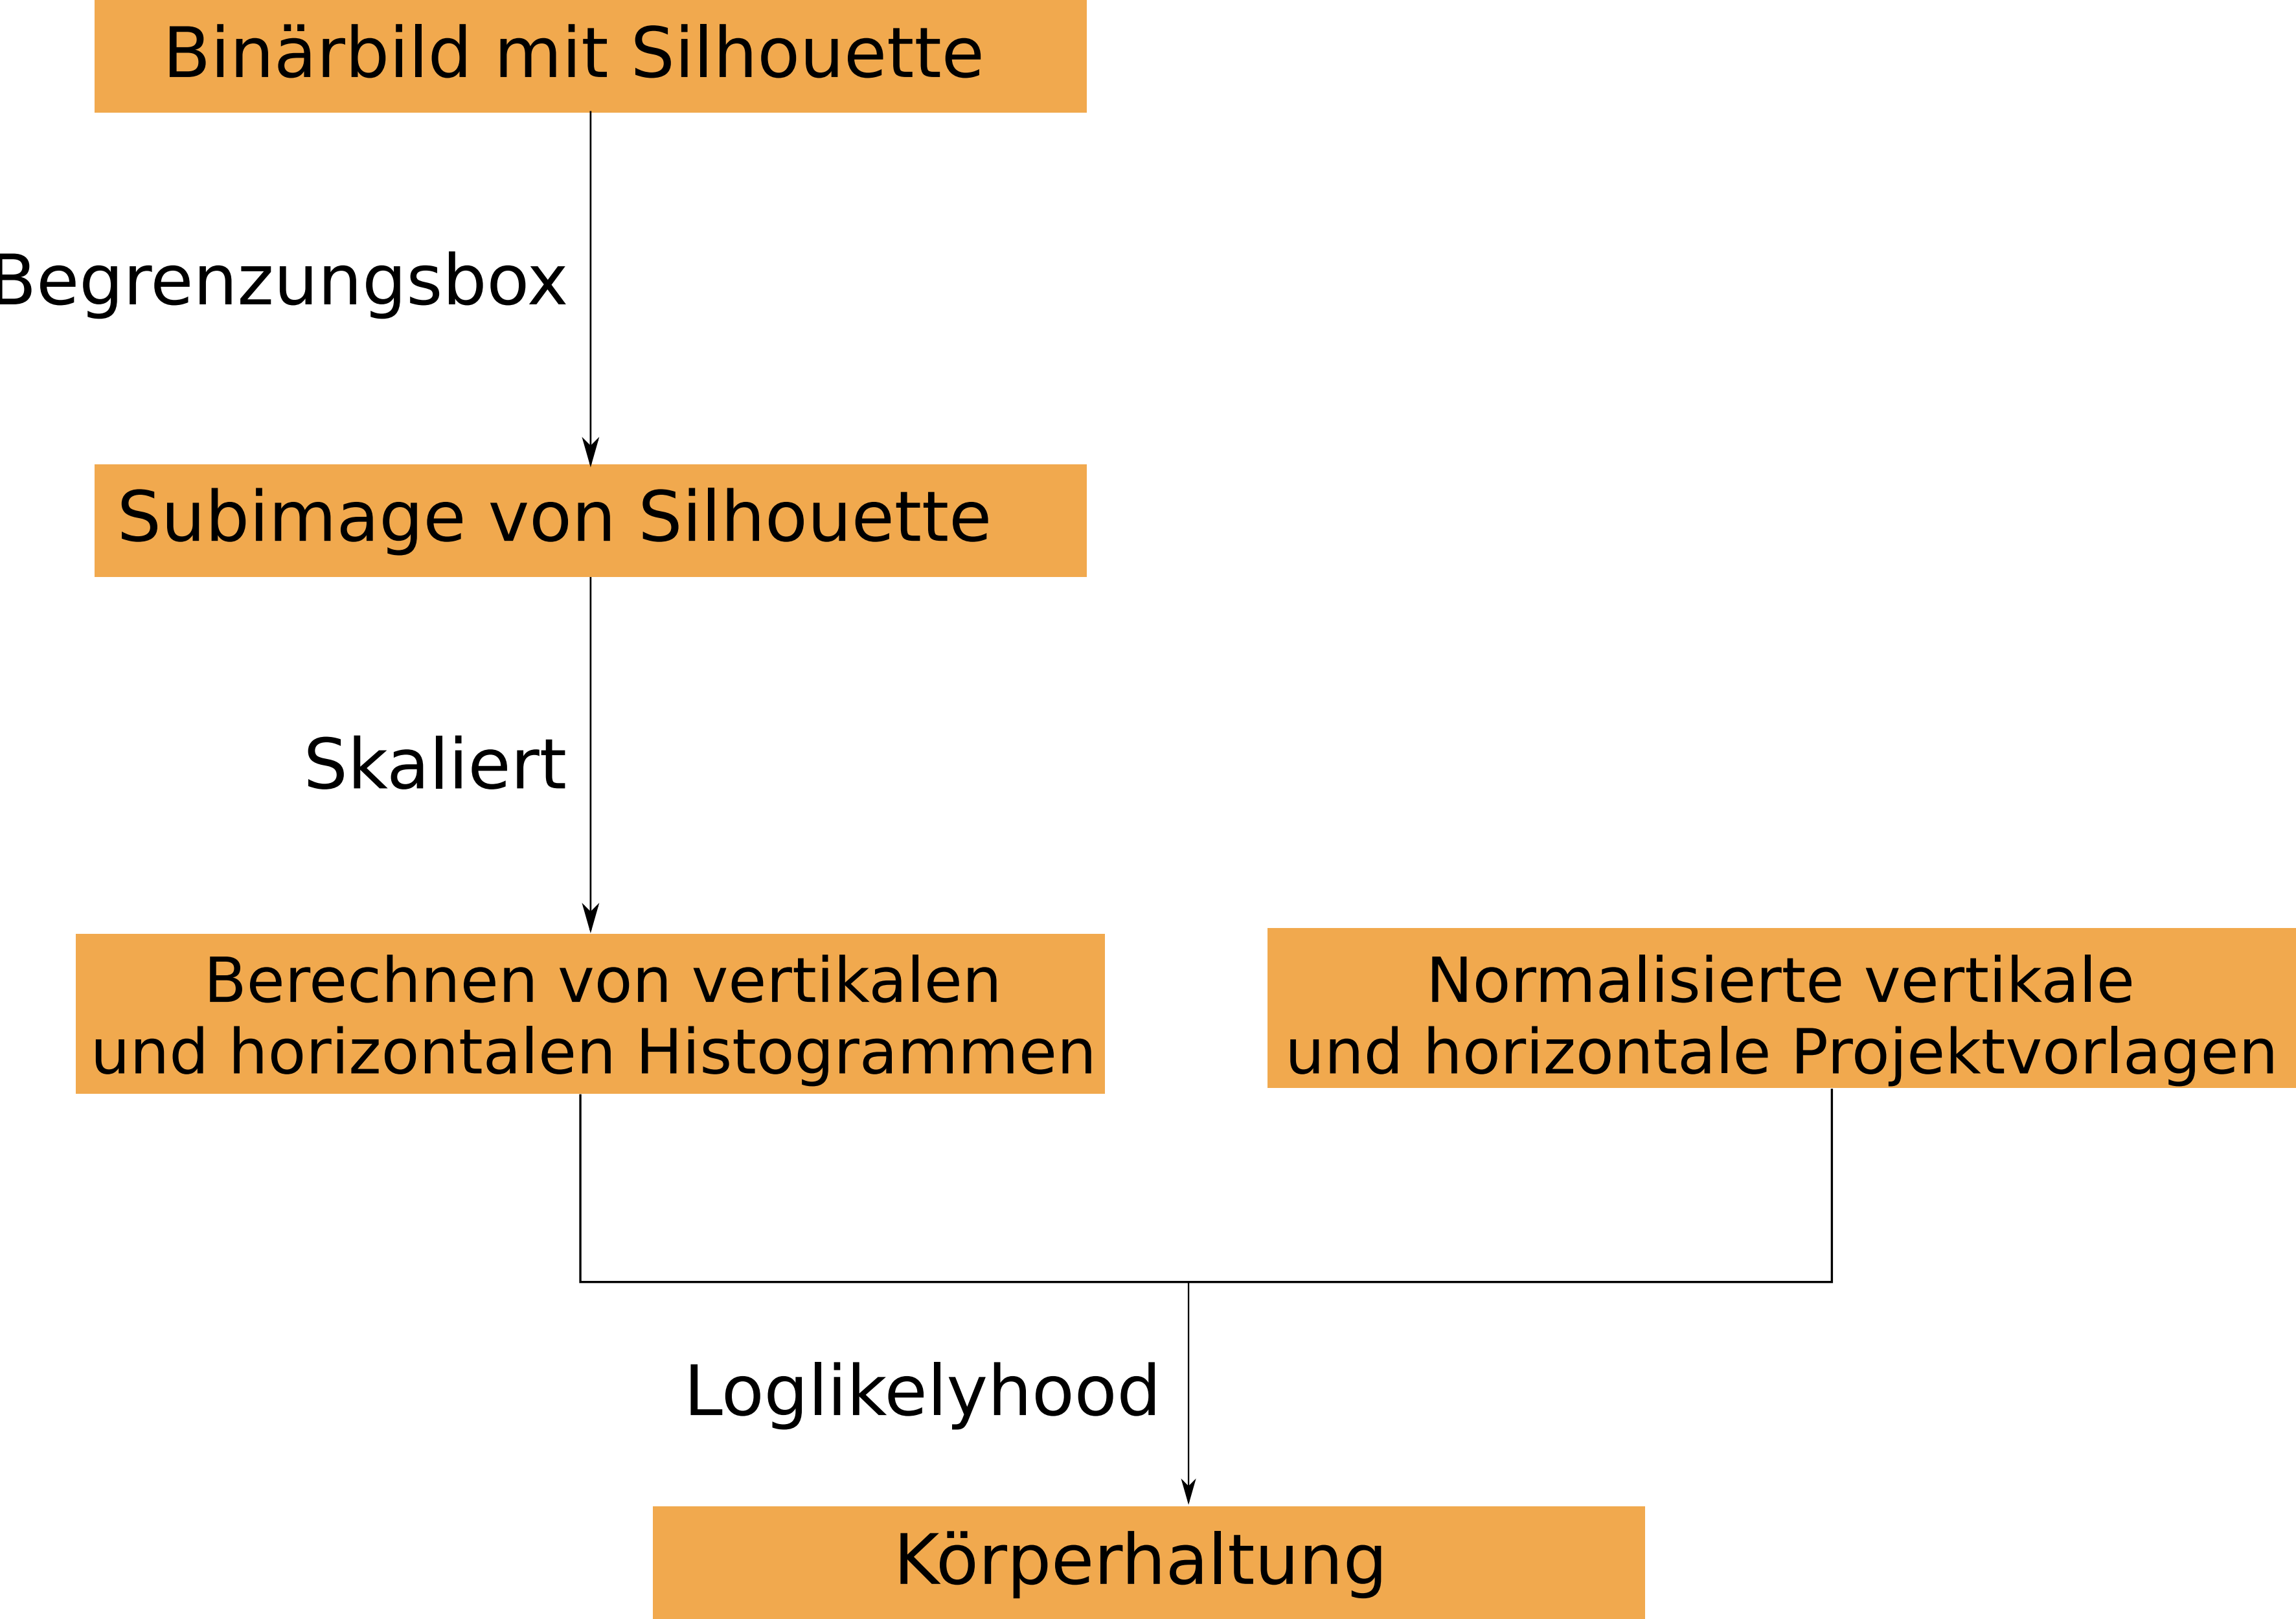 Binärbild mit Silhouette
Begrenzungsbox
Subimage von Silhouette
Skaliert
Berechnen von vertikalen
und horizontalen Histogrammen
Normalisierte vertikale
und horizontale Projektvorlagen
Loglikelyhood
Körperhaltung